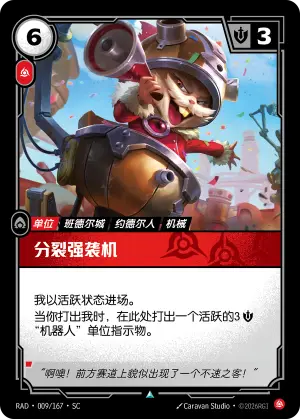 6
3
单位 班德尔城 约德尔人 机械
分裂强袭机
我以活跃状态进场。
当你打出我时，在此处打出一个活跃的3
“机器人”单位指示物。
"啊噢！前方赛道上貌似出现了一个不速之客！"
RAD • 009/167 • SC
Caravan Studio • ©2026RGI